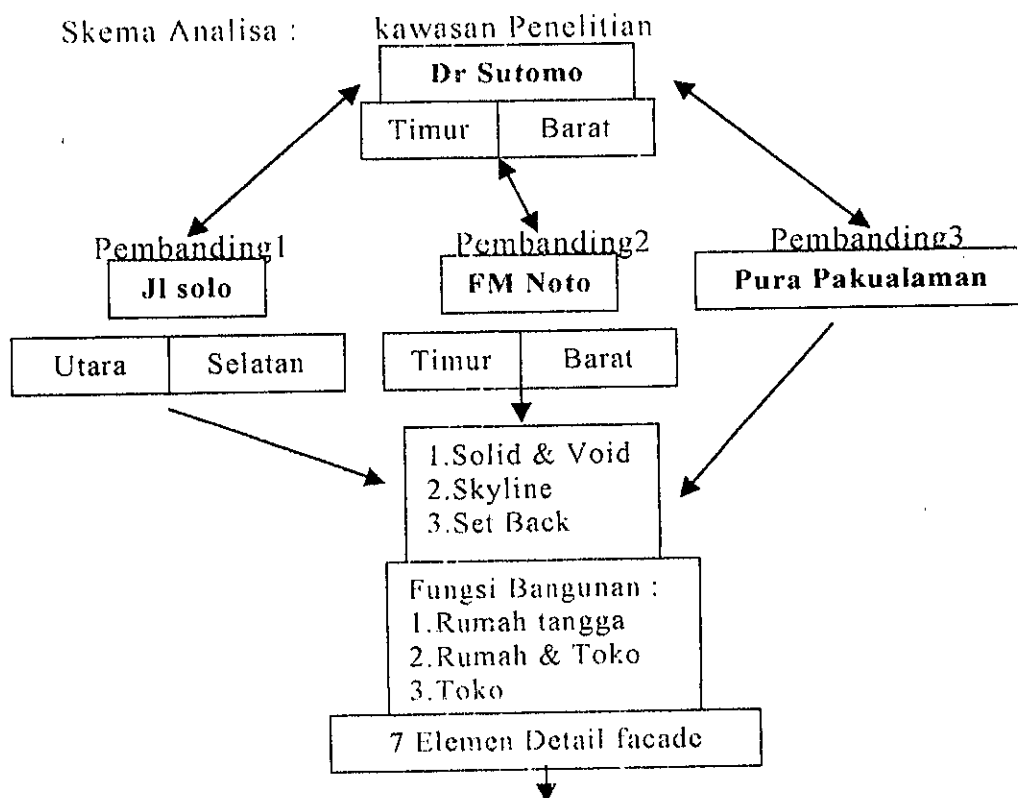 Skema Analisa : kawasan Penelitian
Dr Sutomo
Timur Barat
Pembanding1 Pembanding2 Pembanding3
Jl solo FM Noto Pura Pakualaman
Utara Selatan Timur Barat
1.Solid & Void
2.Skyline
3.Set Back
Fungsi Bangunan :
1.Rumah tangga
2.Rumah & Toko
3.Toko
7 Elemen Detail facade